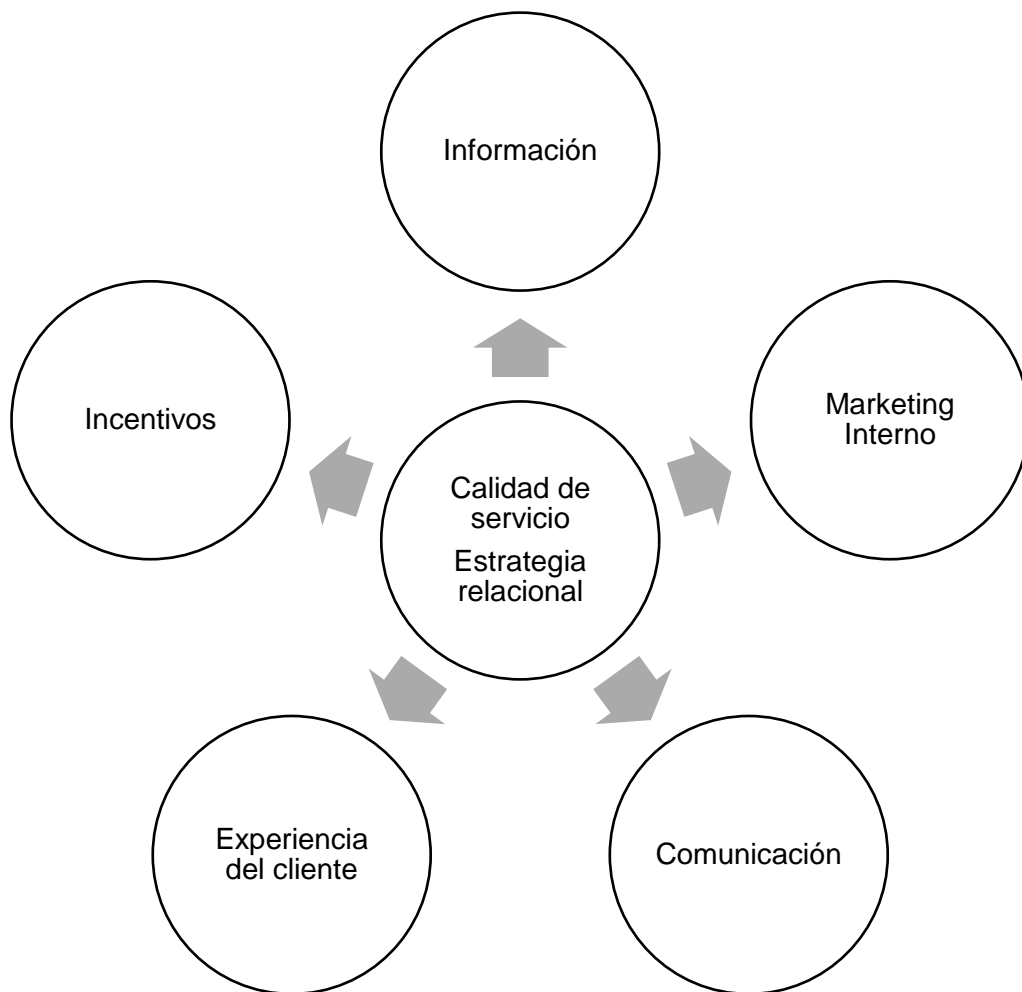 Información
Incentivos
Marketing
Interno
Calidad de
servicio
Estrategia
relacional
Experiencia
del cliente
Comunicación